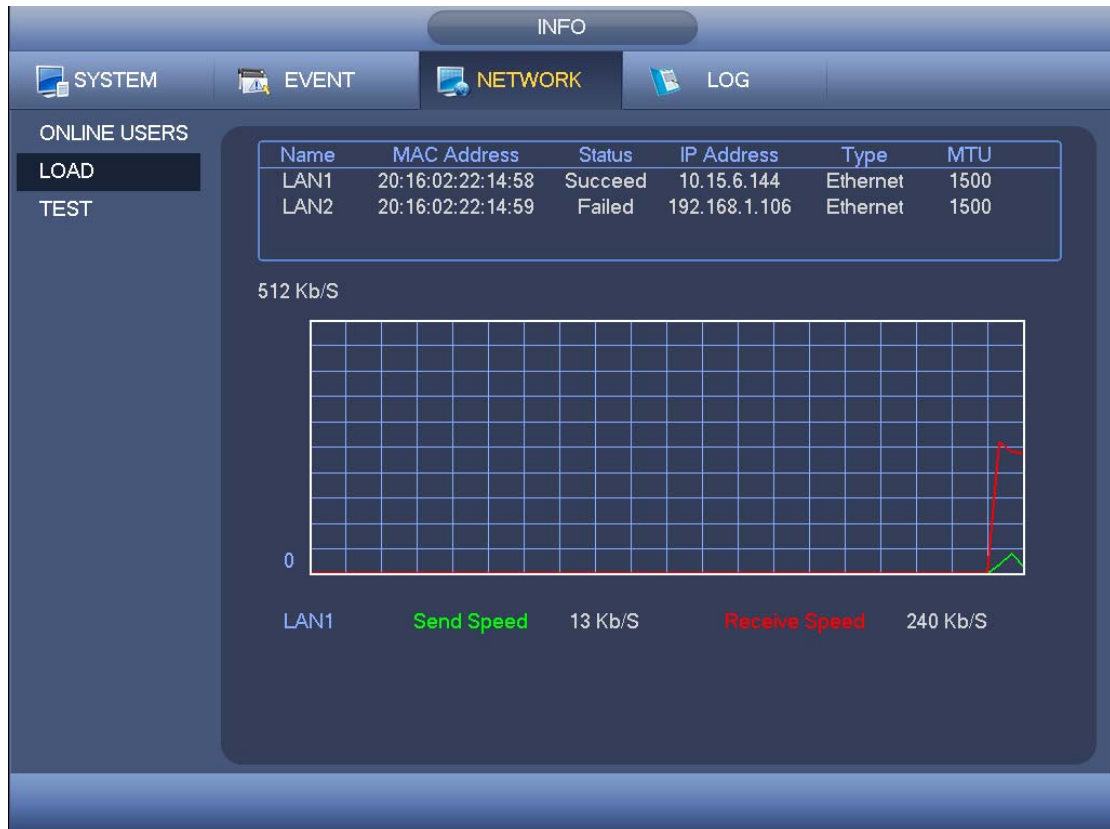 INFO
SYSTEM EVENT NETWORK LOG
ONLINE USERS
LOAD
TEST
Name MAC Address Status IP Address Type MTU
LAN1 20:16:02:22:14:58 Succeed 10.15.6.144 Ethernet 1500
LAN2 20:16:02:22:14:59 Failed 192.168.1.106 Ethernet 1500
512 Kb/S
0
LAN1 Send Speed 13 Kb/S Receive Speed 240 Kb/S